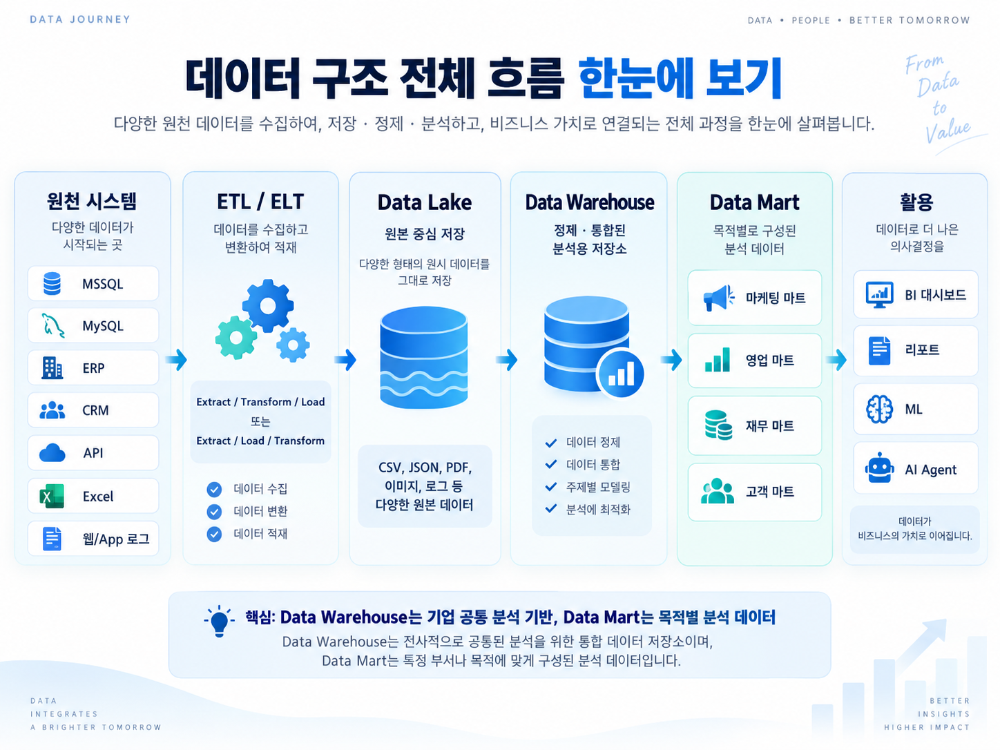 DATA JOURNEY
DATA • PEOPLE • BETTER TOMORROW
데이터 구조 전체 흐름 한눈에 보기
다양한 원천 데이터를 수집하여, 저장 · 정제 · 분석하고, 비즈니스 가치로 연결되는 전체 과정을 한눈에 살펴봅니다.
From
Data
to
Value
원천 시스템
다양한 데이터가
시작되는 곳
MSSQL
MySQL
ERP
CRM
API
Excel
웹/App 로그
ETL / ELT
데이터를 수집하고
변환하여 적재
Extract / Transform / Load
또는
Extract / Load / Transform
데이터 수집
데이터 변환
데이터 적재
Data Lake
원본 중심 저장
다양한 형태의 원시 데이터를
그대로 저장
CSV, JSON, PDF,
이미지, 로그 등
다양한 원본 데이터
Data Warehouse
정제 · 통합된
분석용 저장소
데이터 정제
데이터 통합
주제별 모델링
분석에 최적화
Data Mart
목적별로 구성된
분석 데이터
마케팅 마트
영업 마트
재무 마트
고객 마트
활용
데이터로 더 나은
의사결정을
BI 대시보드
리포트
ML
AI Agent
데이터가
비즈니스의 가치로 이어집니다.
핵심: Data Warehouse는 기업 공통 분석 기반, Data Mart는 목적별 분석 데이터
Data Warehouse는 전사적으로 공통된 분석을 위한 통합 데이터 저장소이며,
Data Mart는 특정 부서나 목적에 맞게 구성된 분석 데이터입니다.
DATA
INTEGRATES
A BRIGHTER TOMORROW
BETTER
INSIGHTS
HIGHER IMPACT